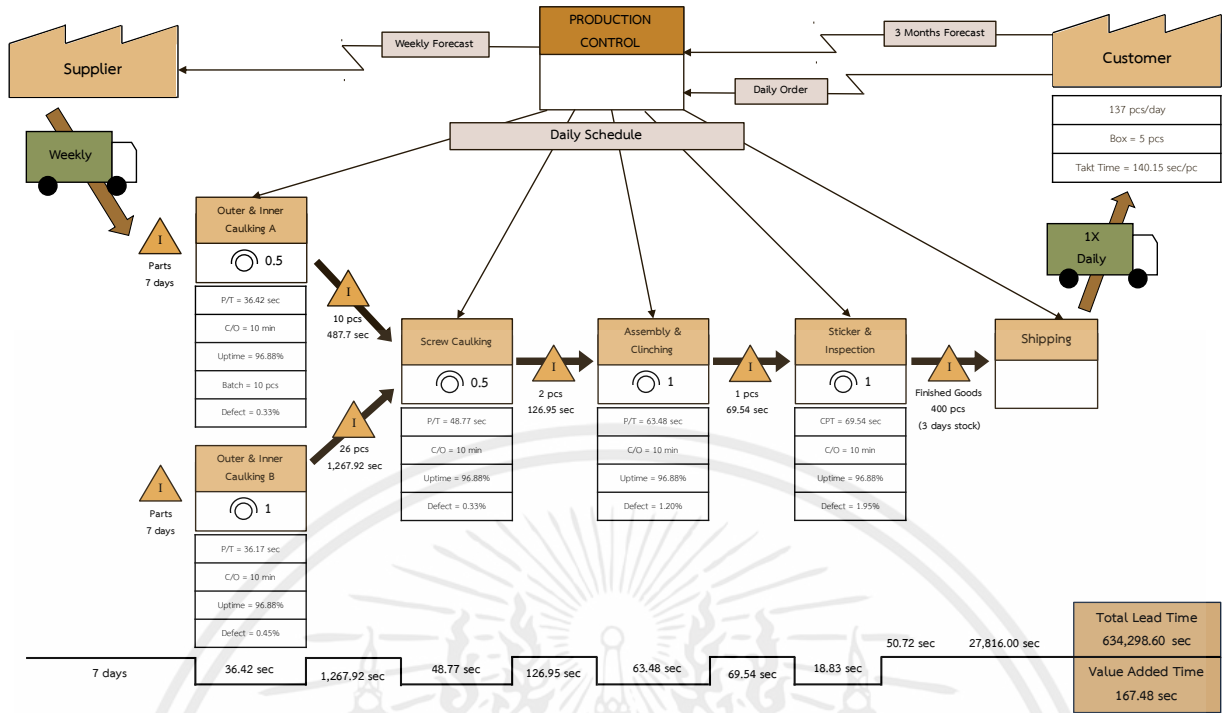 PRODUCTION
CONTROL
Weekly Forecast
3 Months Forecast
Supplier
Customer
Daily Order
137 pcs/day
Box = 5 pcs
Takt Time = 140.15 sec/pc
Daily Schedule
Weekly
1X
Daily
I
Parts
7 days
Outer & Inner
Caulking A
0.5
P/T = 36.42 sec
C/O = 10 min
Uptime = 96.88%
Batch = 10 pcs
Defect = 0.33%
I
10 pcs
487.7 sec
I
Parts
7 days
Outer & Inner
Caulking B
1
P/T = 36.17 sec
C/O = 10 min
Uptime = 96.88%
Defect = 0.45%
I
26 pcs
1,267.92 sec
Screw Caulking
0.5
P/T = 48.77 sec
C/O = 10 min
Uptime = 96.88%
Defect = 0.33%
I
2 pcs
126.95 sec
Assembly &
Clinching
1
P/T = 63.48 sec
C/O = 10 min
Uptime = 96.88%
Defect = 1.20%
I
1 pcs
69.54 sec
Sticker &
Inspection
1
CPT = 69.54 sec
C/O = 10 min
Uptime = 96.88%
Defect = 1.95%
I
Finished Goods
400 pcs
(3 days stock)
Shipping
7 days
36.42 sec
1,267.92 sec
48.77 sec
126.95 sec
63.48 sec
69.54 sec
18.83 sec
50.72 sec
27,816.00 sec
Total Lead Time
634,298.60 sec
Value Added Time
167.48 sec